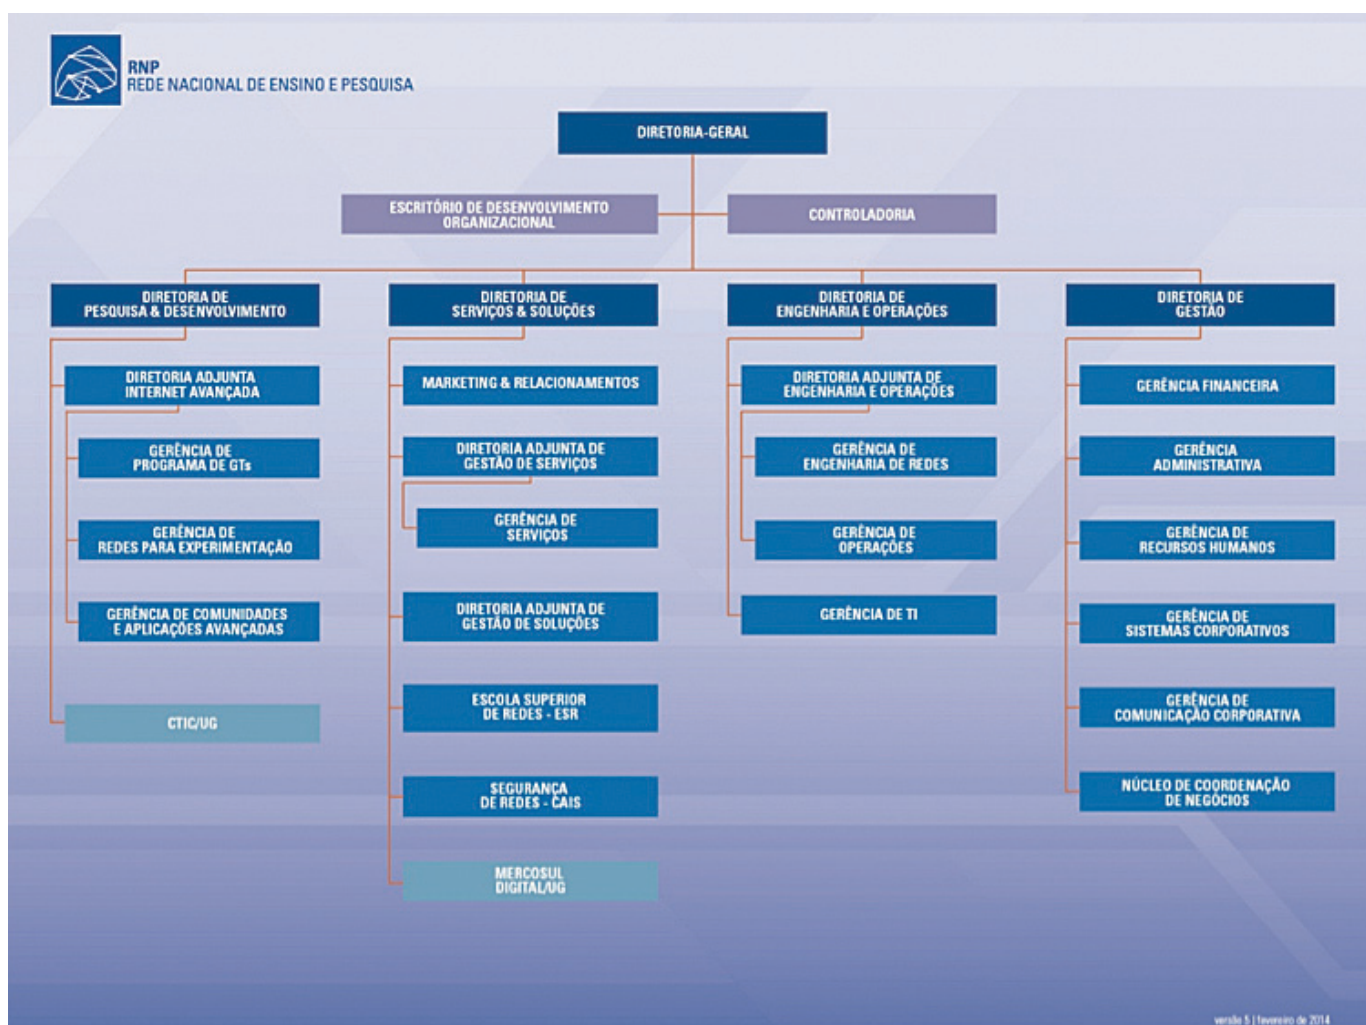 RNP
REDE NACIONAL DE ENSINO E PESQUISA
DIRETORIA-GERAL
ESCRITÓRIO DE DESENVOLVIMENTO
ORGANIZACIONAL
CONTROLADORIA
DIRETORIA DE
PESQUISA & DESENVOLVIMENTO
DIRETORIA ADJUNTA
INTERNET AVANÇADA
GERÊNCIA DE
PROGRAMA DE GTs
GERÊNCIA DE
REDES PARA EXPERIMENTAÇÃO
GERÊNCIA DE COMUNIDADES
E APLICAÇÕES AVANÇADAS
CTIC/UG
DIRETORIA DE
SERVIÇOS & SOLUÇÕES
MARKETING & RELACIONAMENTOS
DIRETORIA ADJUNTA DE
GESTÃO DE SERVIÇOS
GERÊNCIA DE
SERVIÇOS
DIRETORIA ADJUNTA DE
GESTÃO DE SOLUÇÕES
ESCOLA SUPERIOR
DE REDES - ESR
SEGURANÇA
DE REDES - CAIS
MERCOSUL
DIGITAL/UG
DIRETORIA DE
ENGENHARIA E OPERAÇÕES
DIRETORIA ADJUNTA DE
ENGENHARIA E OPERAÇÕES
GERÊNCIA DE
ENGENHARIA DE REDES
GERÊNCIA DE
OPERAÇÕES
GERÊNCIA DE TI
DIRETORIA DE
GESTÃO
GERÊNCIA FINANCEIRA
GERÊNCIA
ADMINISTRATIVA
GERÊNCIA DE
RECURSOS HUMANOS
GERÊNCIA DE
SISTEMAS CORPORATIVOS
GERÊNCIA DE
COMUNICAÇÃO CORPORATIVA
NÚCLEO DE COORDENAÇÃO
DE NEGÓCIOS
versão 5 | fevereiro de 2014